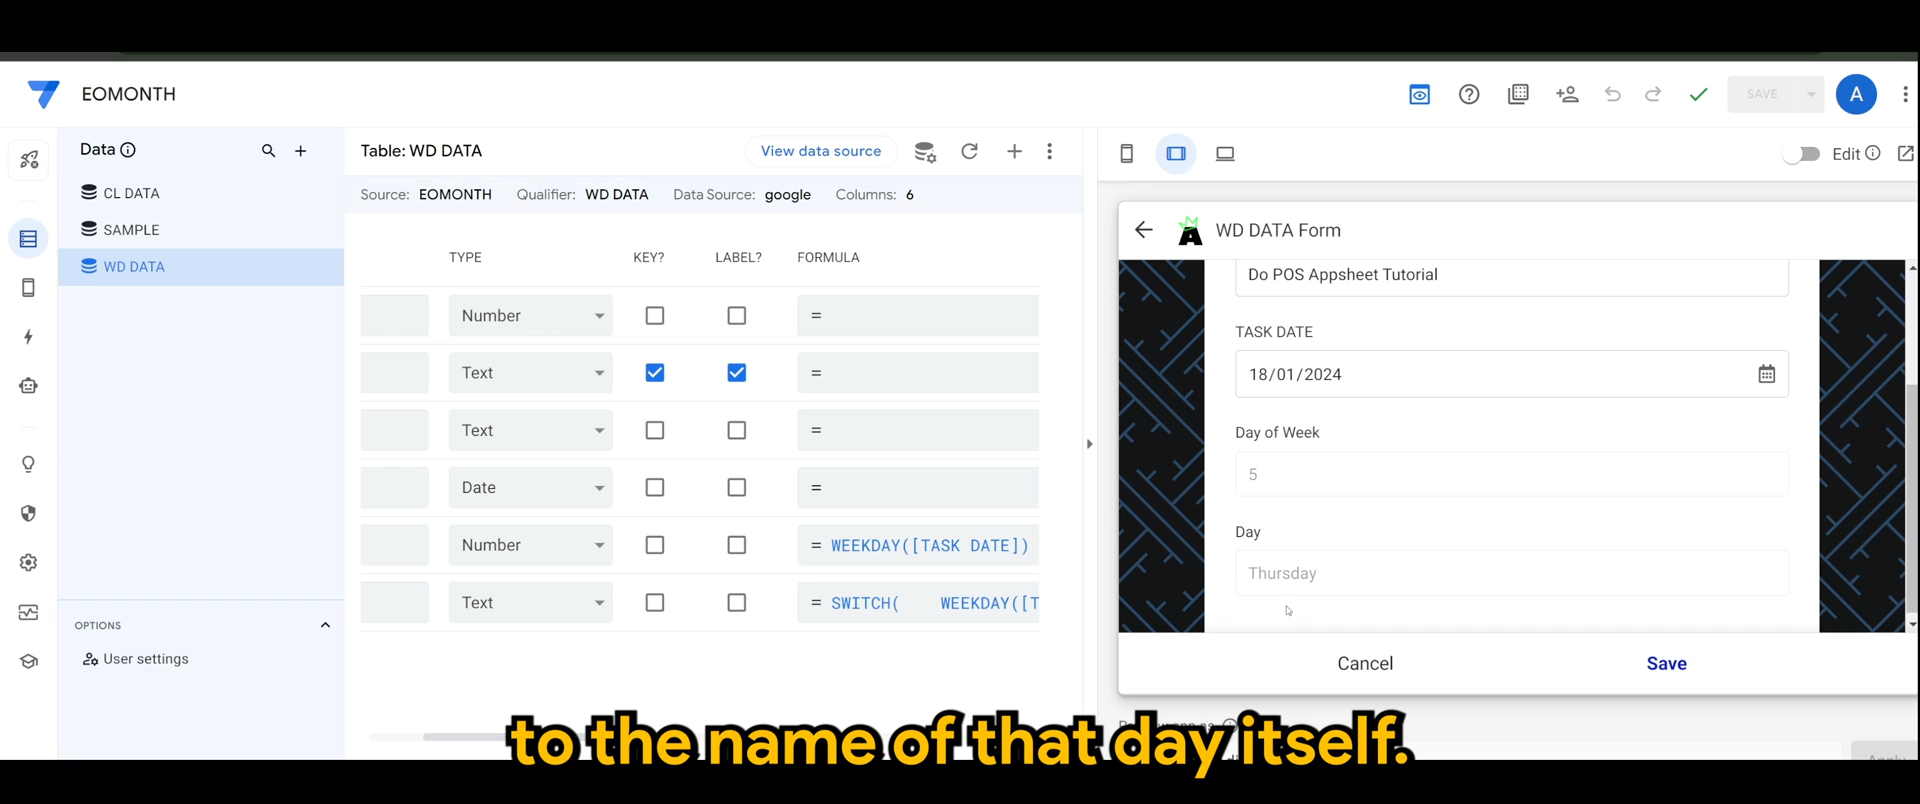 EOMONTH
SAVE
A
Data
Table: WD DATA
View data source
Edit
CL DATA
SAMPLE
WD DATA
Source: EOMONTH Qualifier: WD DATA Data Source: google Columns: 6
TYPE KEY? LABEL? FORMULA
Number =
Text =
Text =
Date =
Number = WEEKDAY([TASK DATE])
Text = SWITCH( WEEKDAY([T
OPTIONS
User settings
WD DATA Form
Do POS Appsheet Tutorial
TASK DATE
18/01/2024
Day of Week
5
Day
Thursday
Cancel
Save
to the name of that day itself.